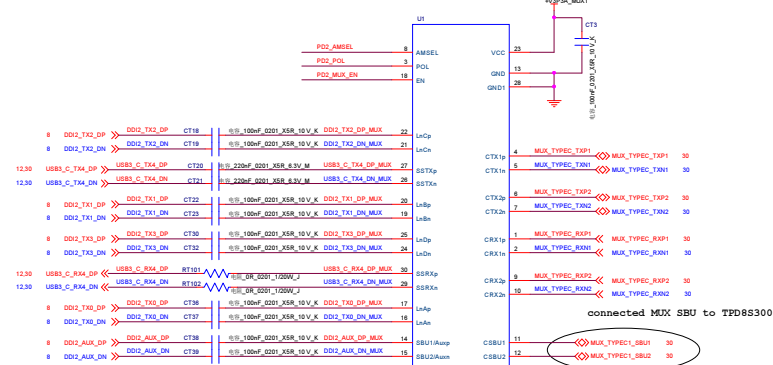 +3P3A_MUX1
U1
CT3
PD2_AMSEL 8 AMSEL VCC 23
PD2_POL 3 POL
PD2_MUX_EN 18 EN GND 13
GND1 28
电容_100nF_0201_X5R_10V_K
8 DDI2_TX2_DP DDI2_TX2_DP CT18 电容_100nF_0201_X5R_10V_K DDI2_TX2_DP_MUX 22 LnCp
8 DDI2_TX2_DN DDI2_TX2_DN CT19 电容_100nF_0201_X5R_10V_K DDI2_TX2_DN_MUX 21 LnCn
CTX1p 4 MUX_TYPEC_TXP1 MUX_TYPEC_TXP1 30
12,30 USB3_C_TX4_DP USB3_C_TX4_DP CT20 电容_220nF_0201_X5R_6.3V_M USB3_C_TX4_DP_MUX 27 SSTXp
CTX1n 5 MUX_TYPEC_TXN1 MUX_TYPEC_TXN1 30
12,30 USB3_C_TX4_DN USB3_C_TX4_DN CT21 电容_220nF_0201_X5R_6.3V_M USB3_C_TX4_DN_MUX 26 SSTXn
CTX2p 6 MUX_TYPEC_TXP2 MUX_TYPEC_TXP2 30
8 DDI2_TX1_DP DDI2_TX1_DP CT22 电容_100nF_0201_X5R_10V_K DDI2_TX1_DP_MUX 20 LnBp
CTX2n 7 MUX_TYPEC_TXN2 MUX_TYPEC_TXN2 30
8 DDI2_TX1_DN DDI2_TX1_DN CT23 电容_100nF_0201_X5R_10V_K DDI2_TX1_DN_MUX 19 LnBn
8 DDI2_TX3_DP DDI2_TX3_DP CT30 电容_100nF_0201_X5R_10V_K DDI2_TX3_DP_MUX 25 LnDp
CRX1p 1 MUX_TYPEC_RXP1 MUX_TYPEC_RXP1 30
8 DDI2_TX3_DN DDI2_TX3_DN CT32 电容_100nF_0201_X5R_10V_K DDI2_TX3_DN_MUX 24 LnDn
CRX1n 2 MUX_TYPEC_RXN1 MUX_TYPEC_RXN1 30
12,30 USB3_C_RX4_DP USB3_C_RX4_DP RT101 电阻_0R_0201_1/20W_J USB3_C_RX4_DP_MUX 30 SSRXp
CRX2p 9 MUX_TYPEC_RXP2 MUX_TYPEC_RXP2 30
12,30 USB3_C_RX4_DN USB3_C_RX4_DN RT102 电阻_0R_0201_1/20W_J USB3_C_RX4_DN_MUX 29 SSRXn
CRX2n 10 MUX_TYPEC_RXN2 MUX_TYPEC_RXN2 30
8 DDI2_TX0_DP DDI2_TX0_DP CT36 电容_100nF_0201_X5R_10V_K DDI2_TX0_DP_MUX 17 LnAp
connected MUX SBU to TPD8S300
8 DDI2_TX0_DN DDI2_TX0_DN CT37 电容_100nF_0201_X5R_10V_K DDI2_TX0_DN_MUX 16 LnAn
8 DDI2_AUX_DP DDI2_AUX_DP CT38 电容_100nF_0201_X5R_10V_K DDI2_AUX_DP_MUX 14 SBU1/Auxp CSBU1 11 MUX_TYPEC1_SBU1 30
8 DDI2_AUX_DN DDI2_AUX_DN CT39 电容_100nF_0201_X5R_10V_K DDI2_AUX_DN_MUX 15 SBU2/Auxn CSBU2 12 MUX_TYPEC1_SBU2 30